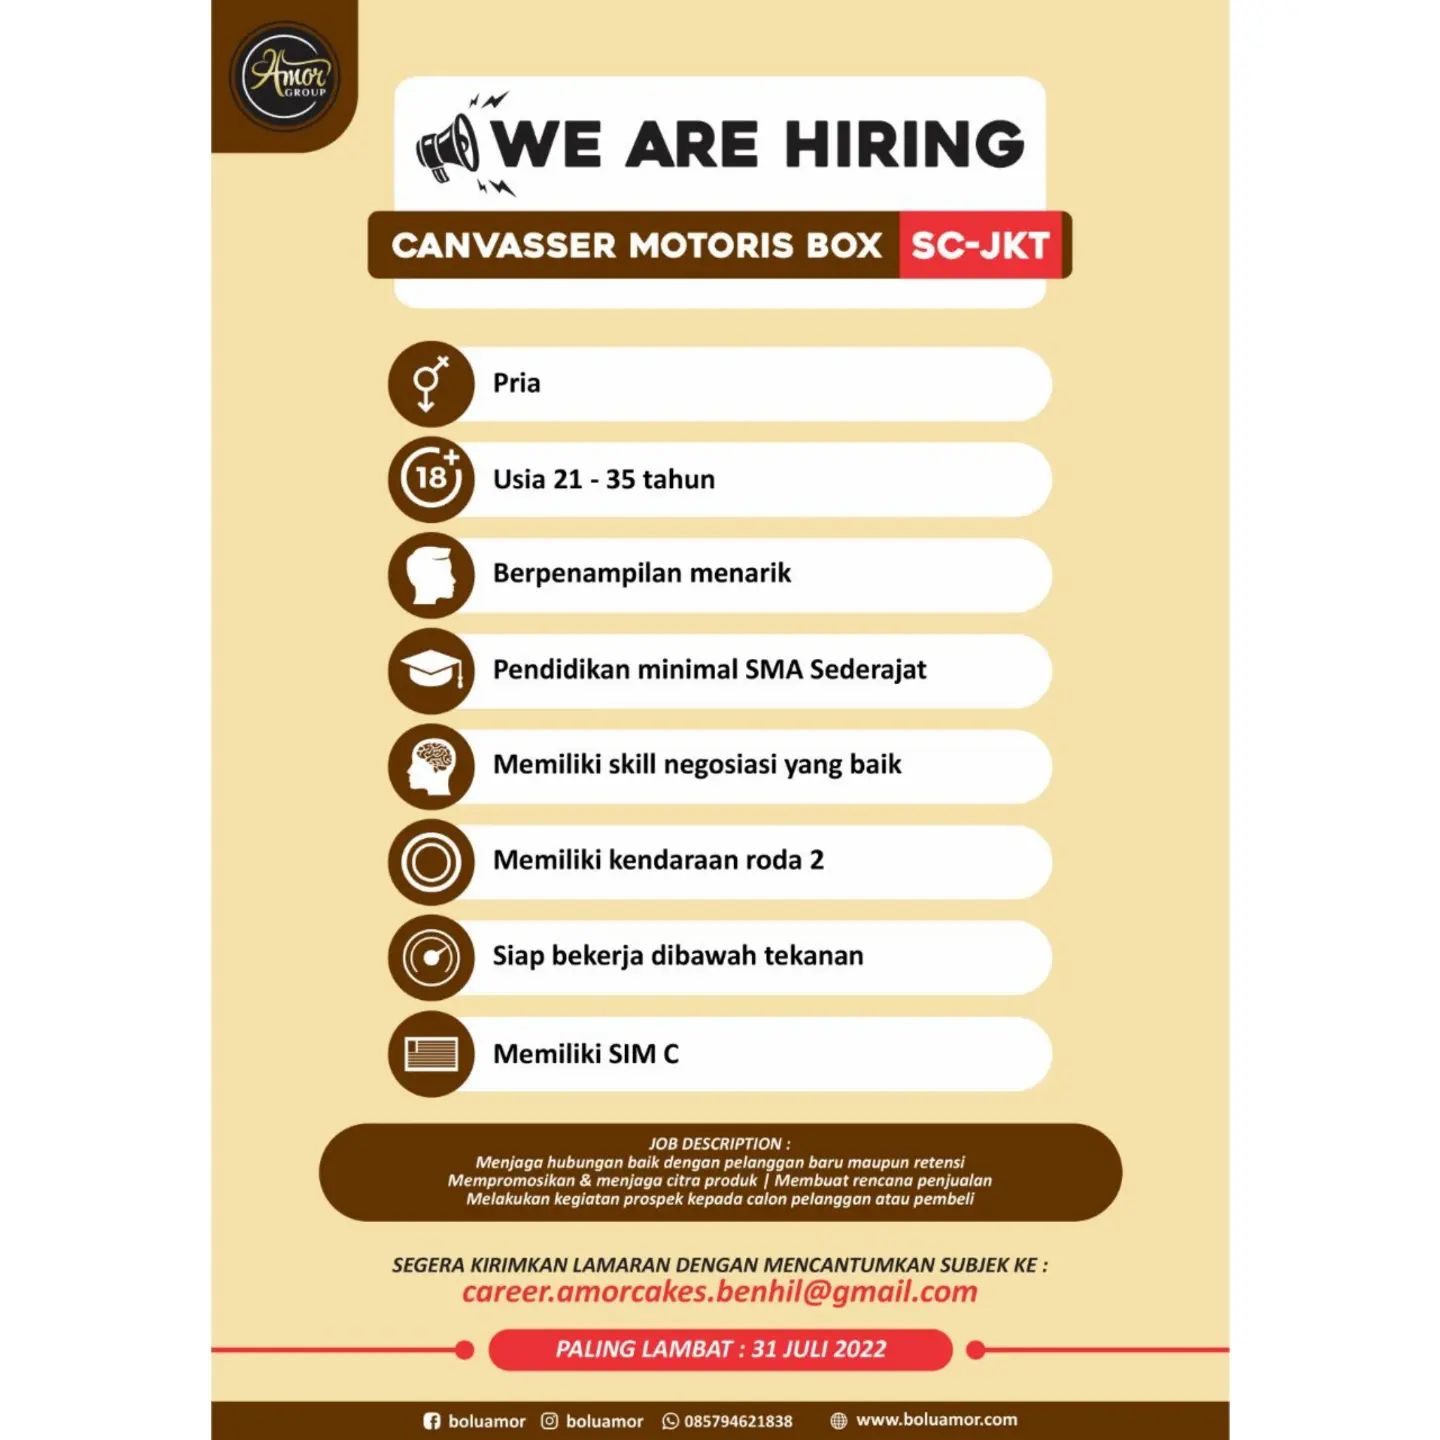 Amor
GROUP
WE ARE HIRING
CANVASSER MOTORIS BOX SC-JKT
Pria
18+
Usia 21 - 35 tahun
Berpenampilan menarik
Pendidikan minimal SMA Sederajat
Memiliki skill negosiasi yang baik
Memiliki kendaraan roda 2
Siap bekerja dibawah tekanan
Memiliki SIM C
JOB DESCRIPTION :
Menjaga hubungan baik dengan pelanggan baru maupun retensi
Mempromosikan & menjaga citra produk | Membuat rencana penjualan
Melakukan kegiatan prospek kepada calon pelanggan atau pembeli
SEGERA KIRIMKAN LAMARAN DENGAN MENCANTUMKAN SUBJEK KE :
career.amorcakes.benhil@gmail.com
PALING LAMBAT : 31 JULI 2022
boluamor boluamor 085794621838 www.boluamor.com